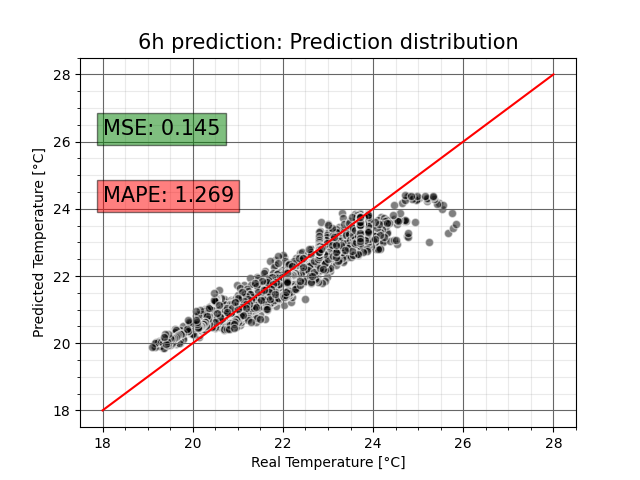 6h prediction: Prediction distribution
28
26
24
22
20
18
MSE: 0.145
MAPE: 1.269
Predicted Temperature [°C]
18 20 22 24 26 28
Real Temperature [°C]